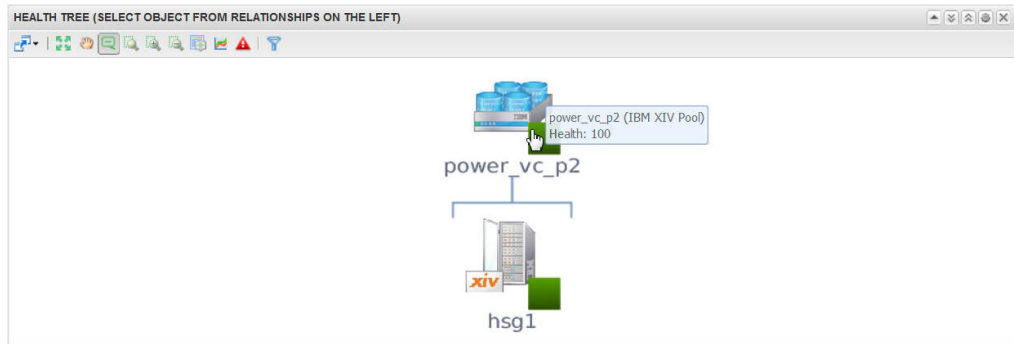 HEALTH TREE (SELECT OBJECT FROM RELATIONSHIPS ON THE LEFT)
IBM
power_vc_p2 (IBM XIV Pool)
Health: 100
power_vc_p2
xiv
hsg1